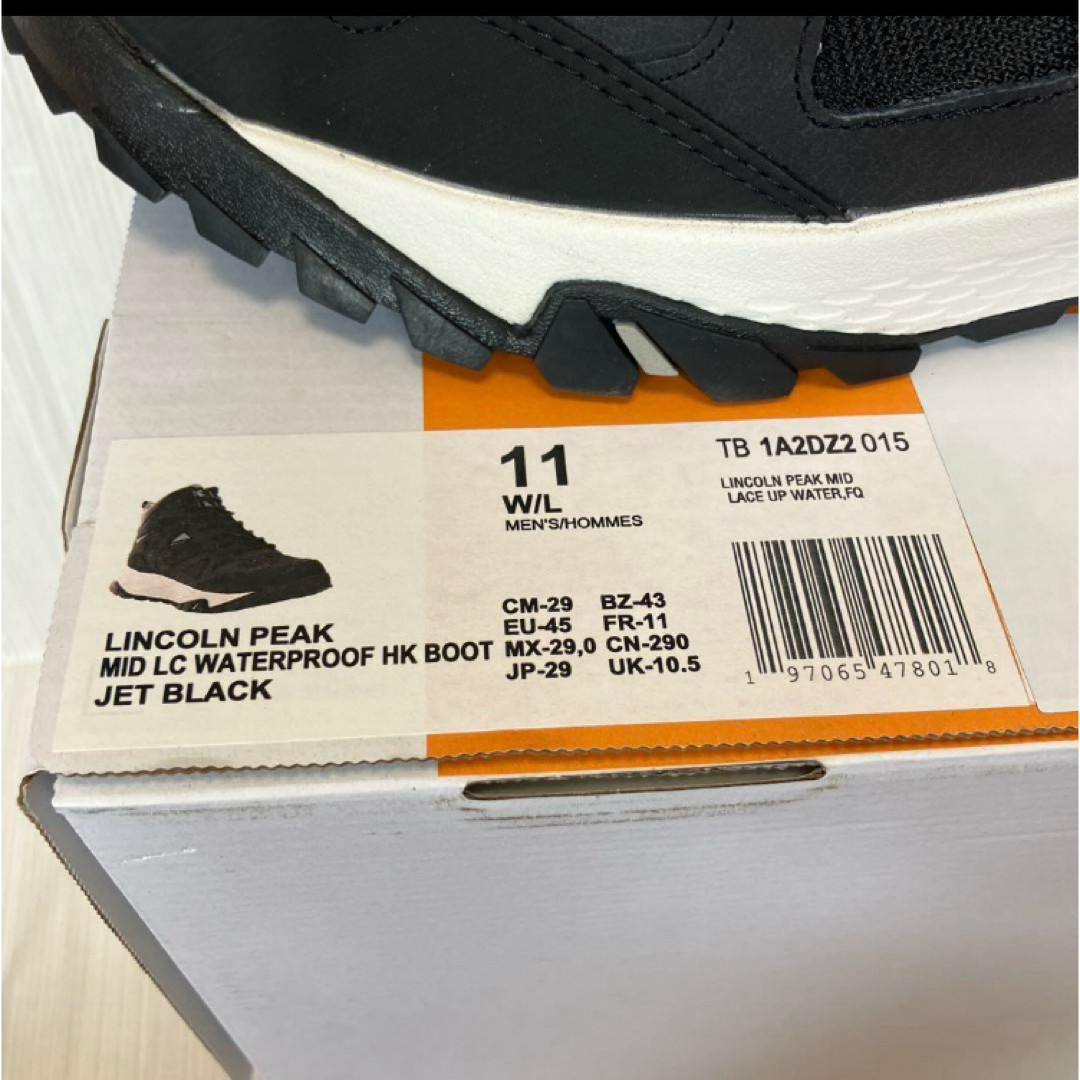 11
W/L
MEN'S/HOMMES
TB 1A2DZ2 015
LINCOLN PEAK MID
LACE UP WATER,FQ
LINCOLN PEAK
MID LC WATERPROOF HK BOOT
JET BLACK
CM-29 BZ-43
EU-45 FR-11
MX-29,0 CN-290
JP-29 UK-10.5
1 97065 47801 8